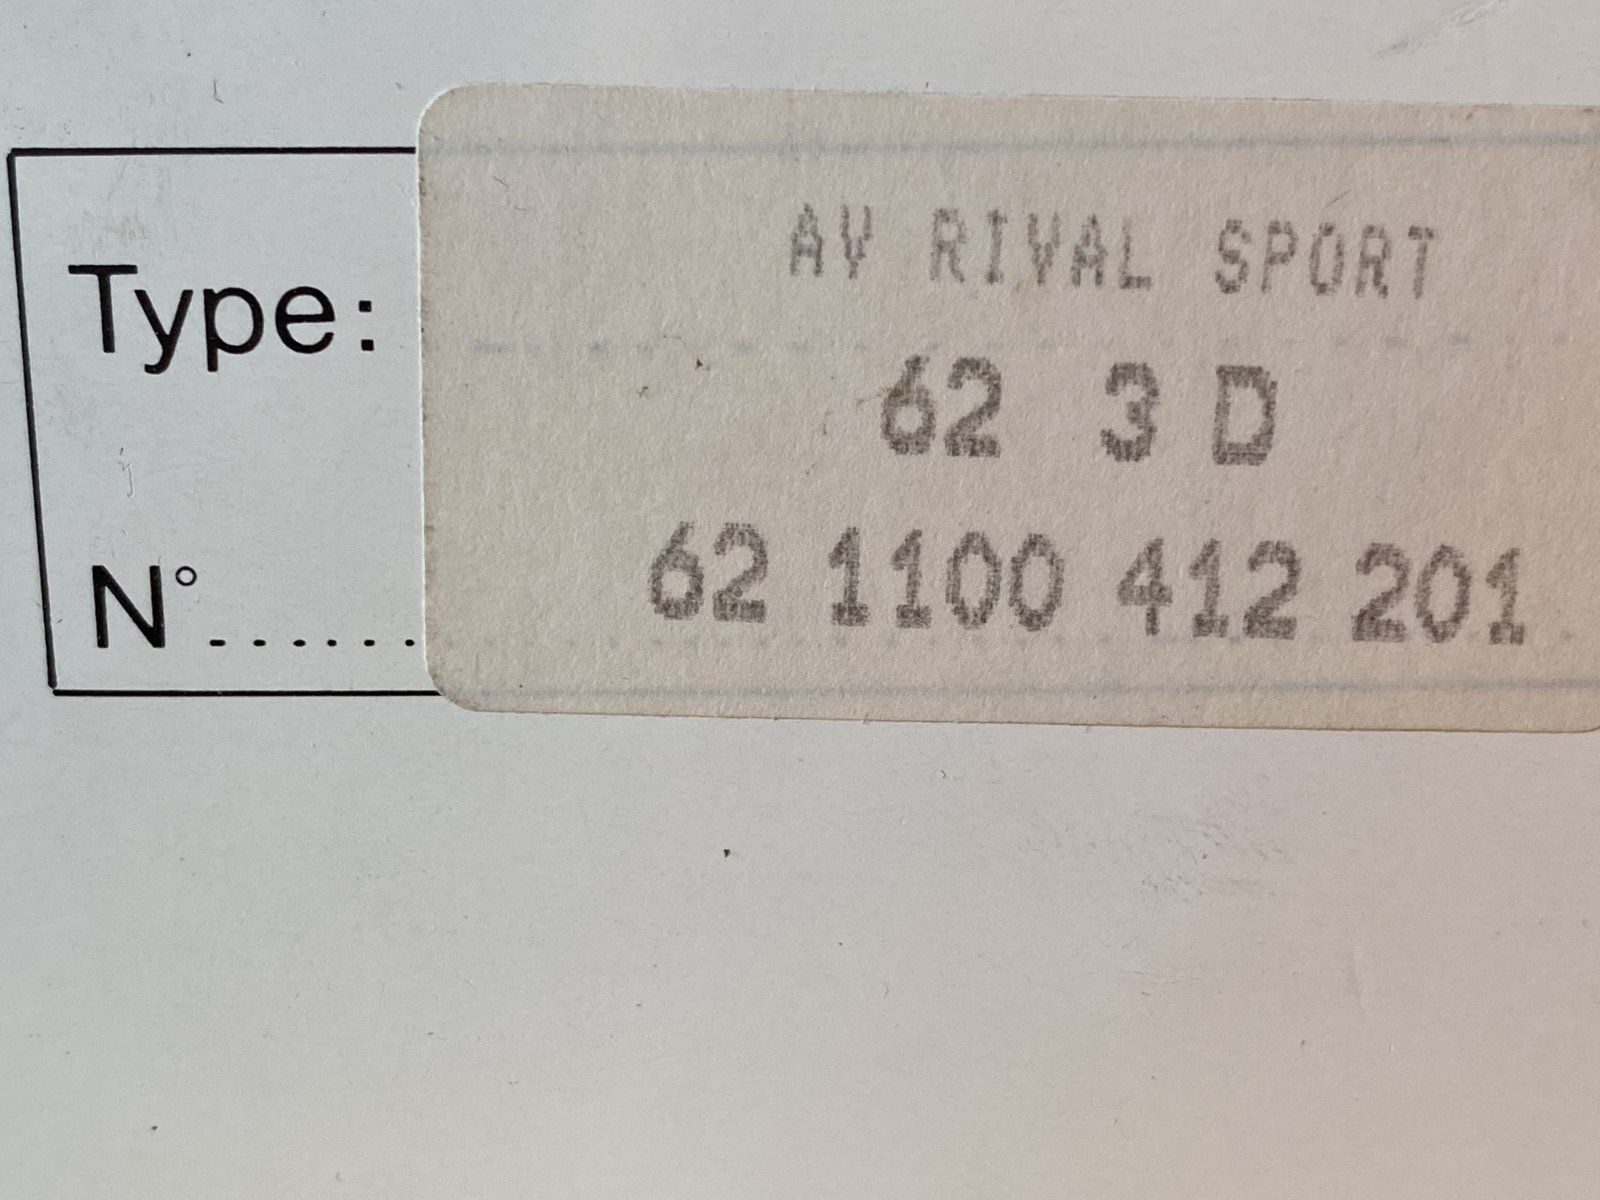 Type: AV RIVAL SPORT
62 3 D
N°....... 62 1100 412 201